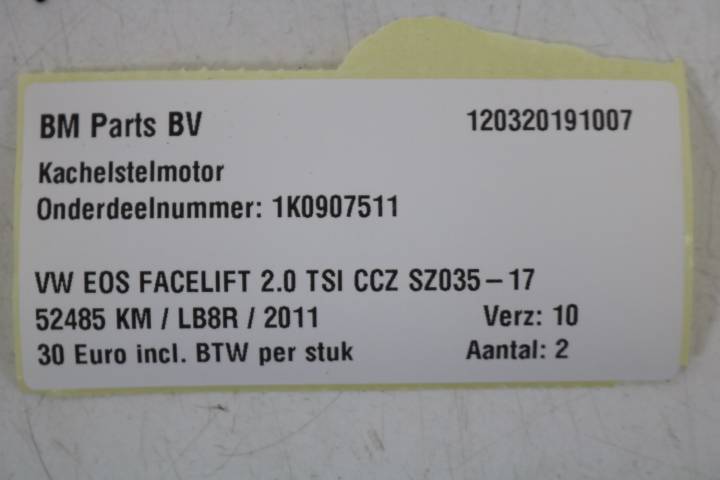 BM Parts BV 120320191007
Kachelstelmotor
Onderdeelnummer: 1K0907511
VW EOS FACELIFT 2.0 TSI CCZ SZ035-17
52485 KM / LB8R / 2011 Verz: 10
30 Euro incl. BTW per stuk Aantal: 2